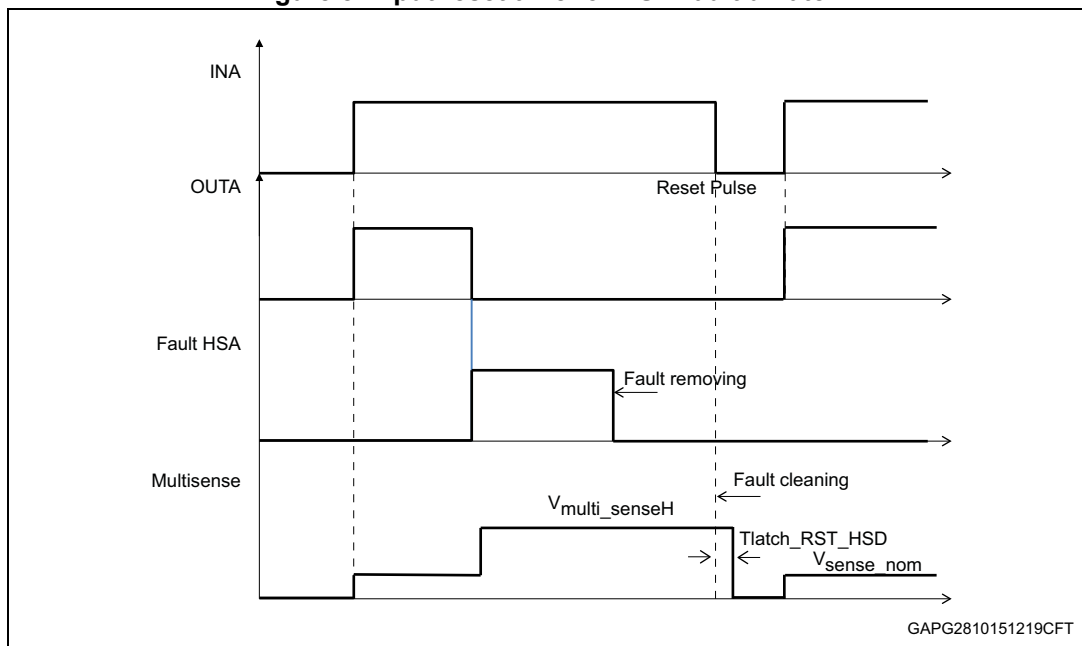 INA
Reset Pulse
OUTA
Fault HSA
Fault removing
Multisense
Fault cleaning
Vmulti_senseH
Tlatch_RST_HSD
Vsense_nom
GAPG2810151219CFT